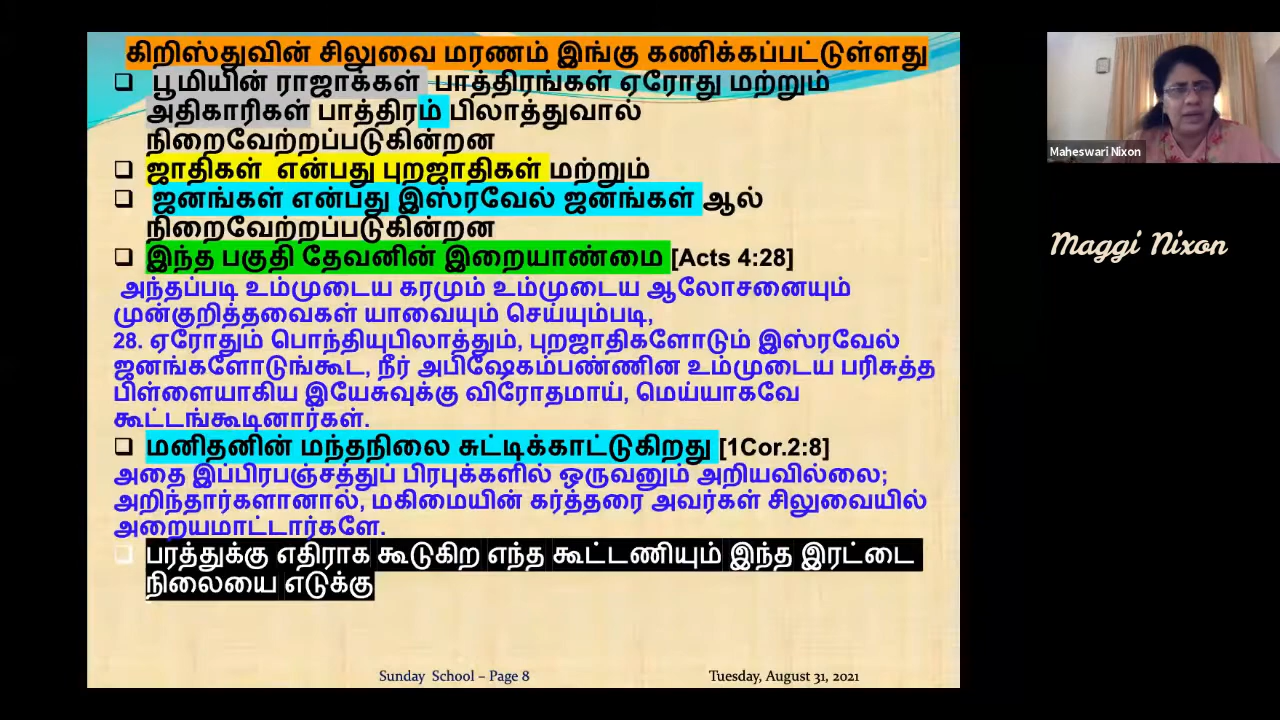 கிறிஸ்துவின் சிலுவை மரணம் இங்கு கணிக்கப்பட்டுள்ளது
❑ பூமியின் ராஜாக்கள் பாத்திரங்கள் ஏரோது மற்றும்
அதிகாரிகள் பாத்திரம் பிலாத்துவால்
நிறைவேற்றப்படுகின்றன
❑ ஜாதிகள் என்பது புறஜாதிகள் மற்றும்
❑ ஜனங்கள் என்பது இஸ்ரவேல் ஜனங்கள் ஆல்
நிறைவேற்றப்படுகின்றன
❑ இந்த பகுதி தேவனின் இறையாண்மை [Acts 4:28]
அந்தப்படி உம்முடைய கரமும் உம்முடைய ஆலோசனையும்
முன்குறித்தவைகள் யாவையும் செய்யும்படி,
28. ஏரோதும் பொந்தியுபிலாத்தும், புறஜாதிகளோடும் இஸ்ரவேல்
ஜனங்களோடுங்கூட, நீர் அபிஷேகம்பண்ணின உம்முடைய பரிசுத்த
பிள்ளையாகிய இயேசுவுக்கு விரோதமாய், மெய்யாகவே
கூட்டங்கூடினார்கள்.
❑ மனிதனின் மந்தநிலை சுட்டிக்காட்டுகிறது [1Cor.2:8]
அதை இப்பிரபஞ்சத்துப் பிரபுக்களில் ஒருவனும் அறியவில்லை;
அறிந்தார்களானால், மகிமையின் கர்த்தரை அவர்கள் சிலுவையில்
அறையமாட்டார்களே.
❑ பரத்துக்கு எதிராக கூடுகிற எந்த கூட்டணியும் இந்த இரட்டை
நிலையை எடுக்கு
Sunday School – Page 8
Tuesday, August 31, 2021
Maheswari Nixon
Maggi Nixon